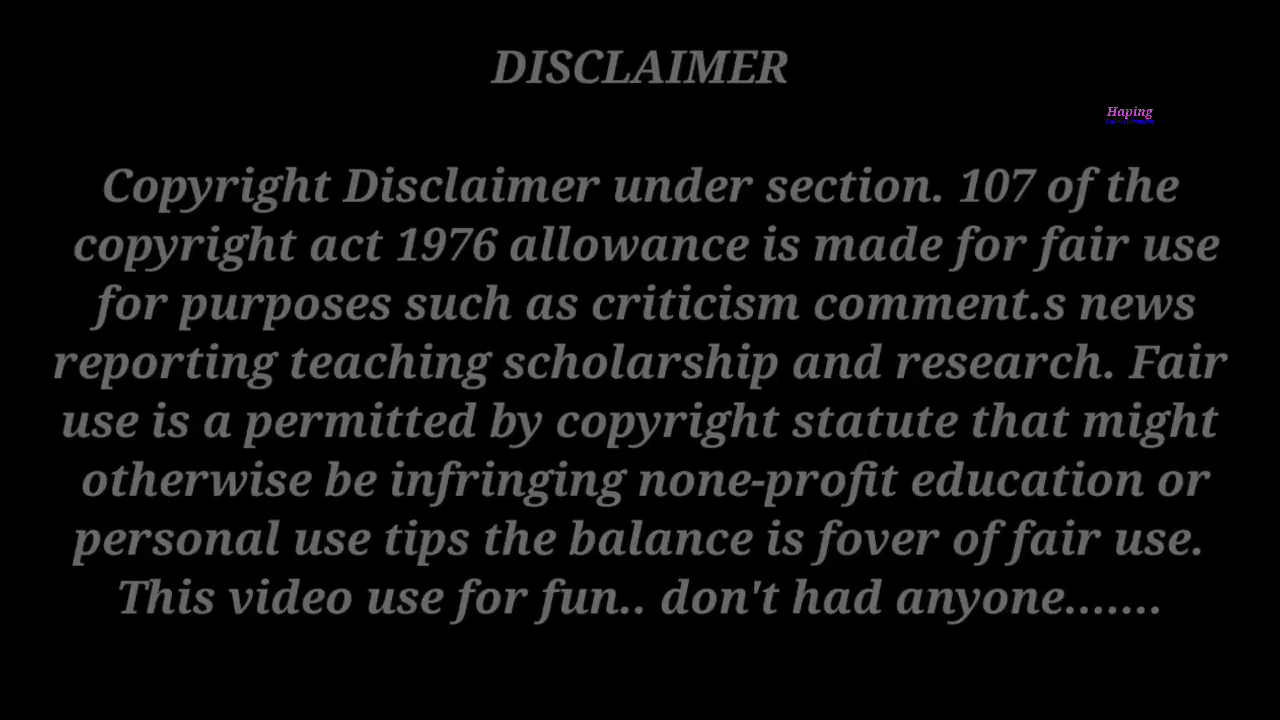 DISCLAIMER
Haping
Copyright Disclaimer under section. 107 of the
copyright act 1976 allowance is made for fair use
for purposes such as criticism comment.s news
reporting teaching scholarship and research. Fair
use is a permitted by copyright statute that might
otherwise be infringing none-profit education or
personal use tips the balance is fover of fair use.
This video use for fun.. don't had anyone.......